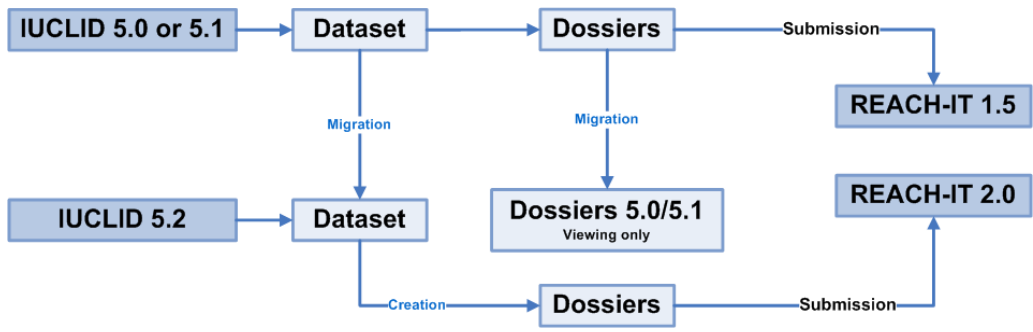 IUCLID 5.0 or 5.1
Dataset
Dossiers
Submission
REACH-IT 1.5
Migration
Migration
IUCLID 5.2
Dataset
Dossiers 5.0/5.1
Viewing only
REACH-IT 2.0
Creation
Dossiers
Submission